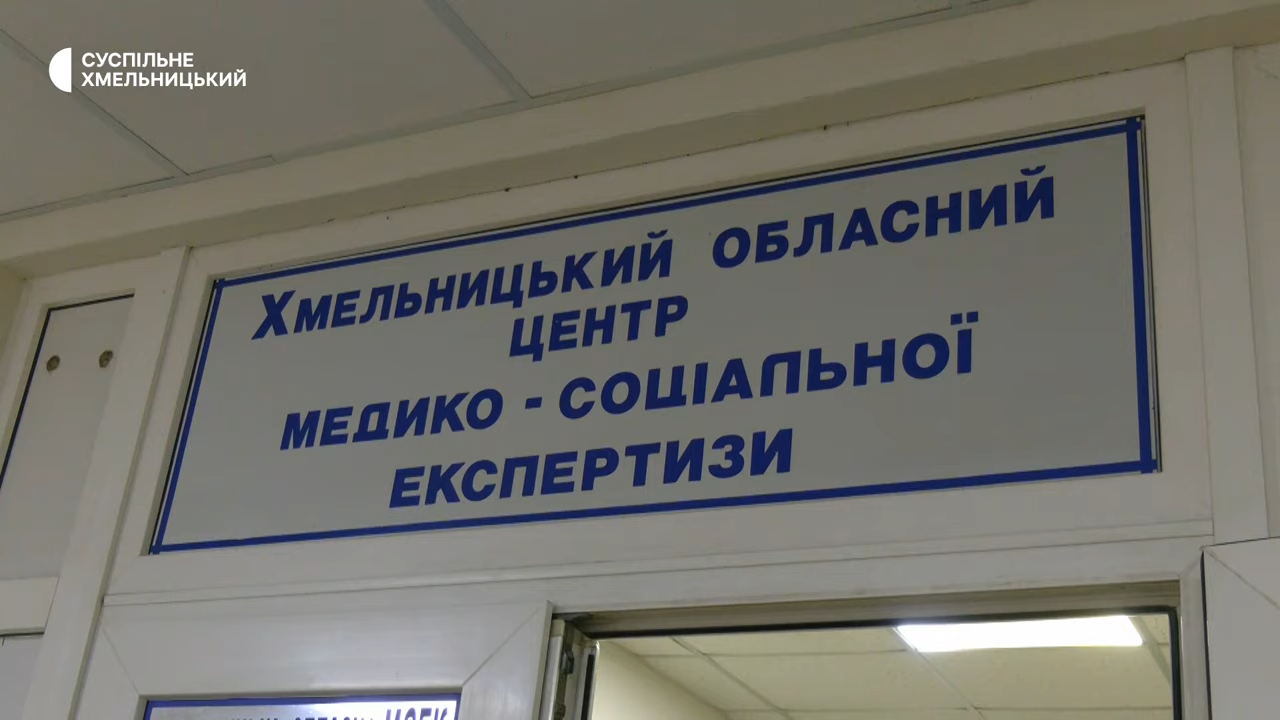 СУСПІЛЬНЕ
ХМЕЛЬНИЦЬКИЙ
ХМЕЛЬНИЦЬКИЙ ОБЛАСНИЙ
ЦЕНТР
МЕДИКО - СОЦІАЛЬНОЇ
ЕКСПЕРТИЗИ